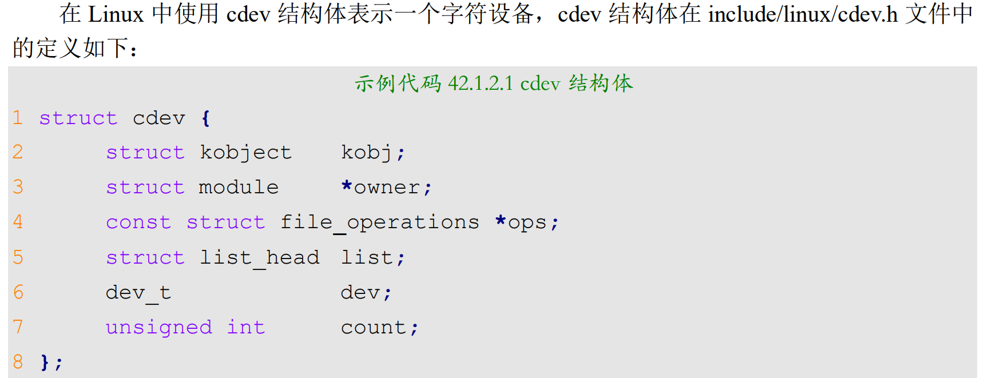 在 Linux 中使用 cdev 结构体表示一个字符设备，cdev 结构体在 include/linux/cdev.h 文件中
的定义如下：
示例代码 42.1.2.1 cdev 结构体
1 struct cdev {
2     struct kobject    kobj;
3     struct module     *owner;
4     const struct file_operations *ops;
5     struct list_head  list;
6     dev_t             dev;
7     unsigned int      count;
8 };